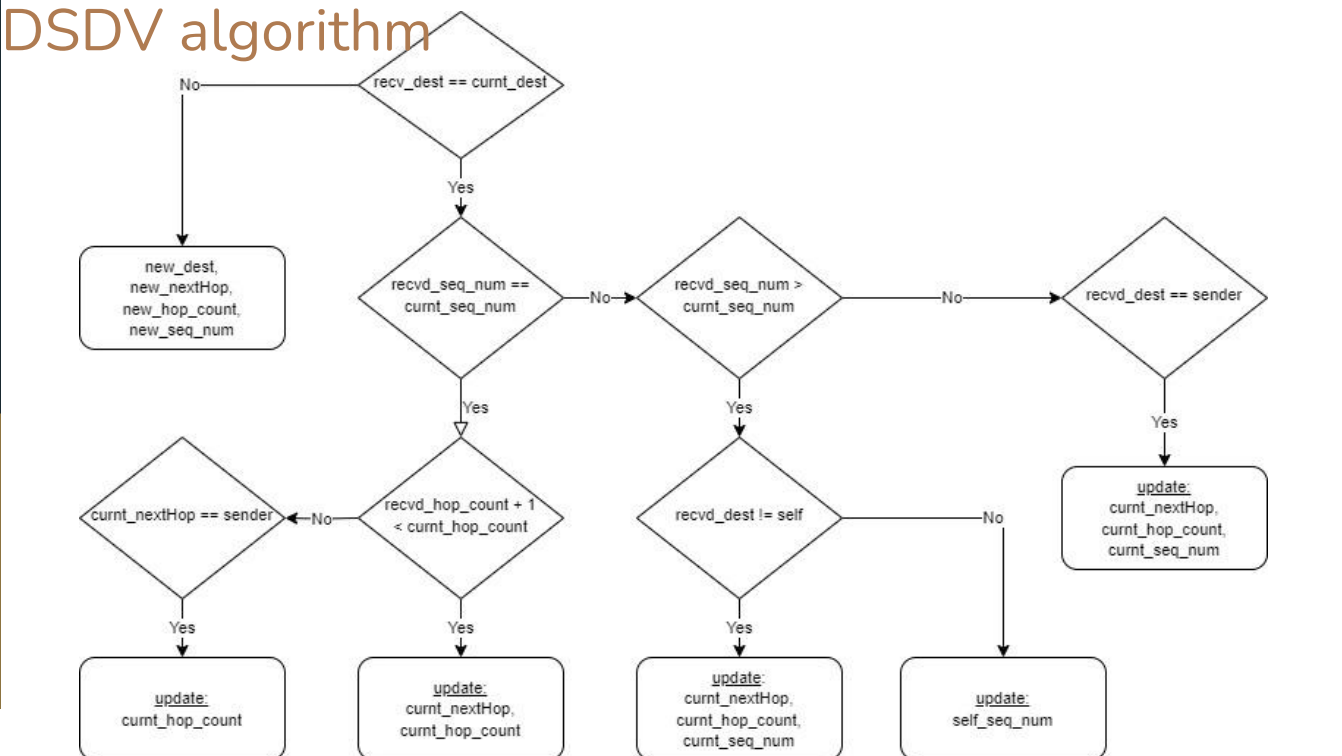 DSDV algorithm
recv_dest == curnt_dest
No
Yes
new_dest,
new_nextHop,
new_hop_count,
new_seq_num
recvd_seq_num ==
curnt_seq_num
No
recvd_seq_num >
curnt_seq_num
No
recvd_dest == sender
Yes
Yes
Yes
update:
curnt_nextHop,
curnt_hop_count,
curnt_seq_num
curnt_nextHop == sender
No
recvd_hop_count + 1
< curnt_hop_count
recvd_dest != self
No
Yes
Yes
Yes
update:
curnt_hop_count
update:
curnt_nextHop,
curnt_hop_count
update:
curnt_nextHop,
curnt_hop_count,
curnt_seq_num
update:
self_seq_num